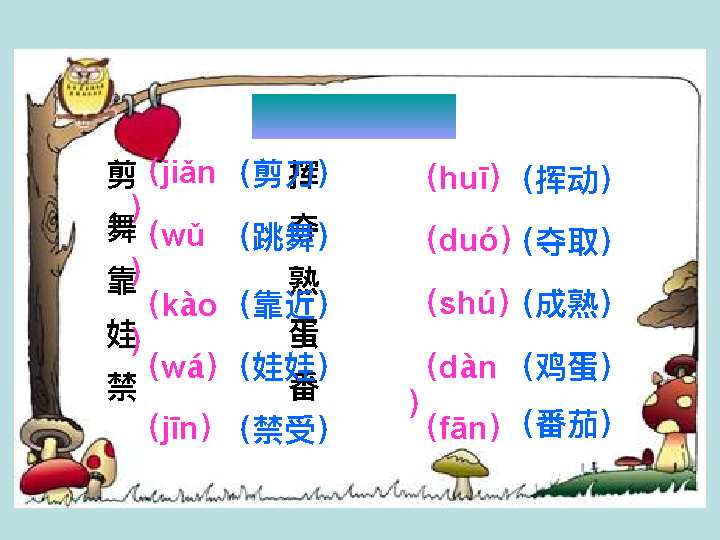 剪 (jiǎn) (剪刀) 挥 (huī) (挥动)
舞 (wǔ) (跳舞) 夺 (duó) (夺取)
靠 (kào) (靠近) 熟 (shú) (成熟)
娃 (wá) (娃娃) 蛋 (dàn) (鸡蛋)
禁 (jīn) (禁受) 番 (fān) (番茄)